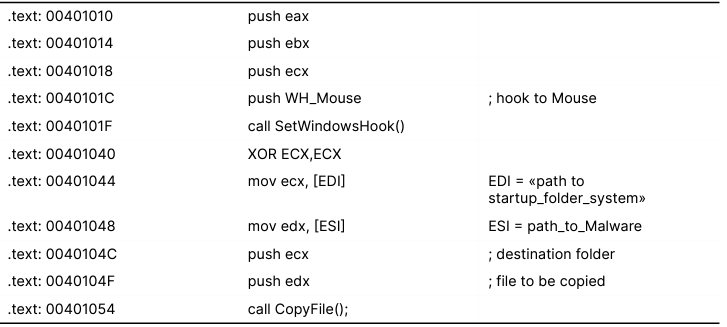 .text: 00401010 push eax
.text: 00401014 push ebx
.text: 00401018 push ecx
.text: 0040101C push WH_Mouse ; hook to Mouse
.text: 0040101F call SetWindowsHook()
.text: 00401040 XOR ECX,ECX
.text: 00401044 mov ecx, [EDI] EDI = «path to
startup_folder_system»
.text: 00401048 mov edx, [ESI] ESI = path_to_Malware
.text: 0040104C push ecx ; destination folder
.text: 0040104F push edx ; file to be copied
.text: 00401054 call CopyFile();